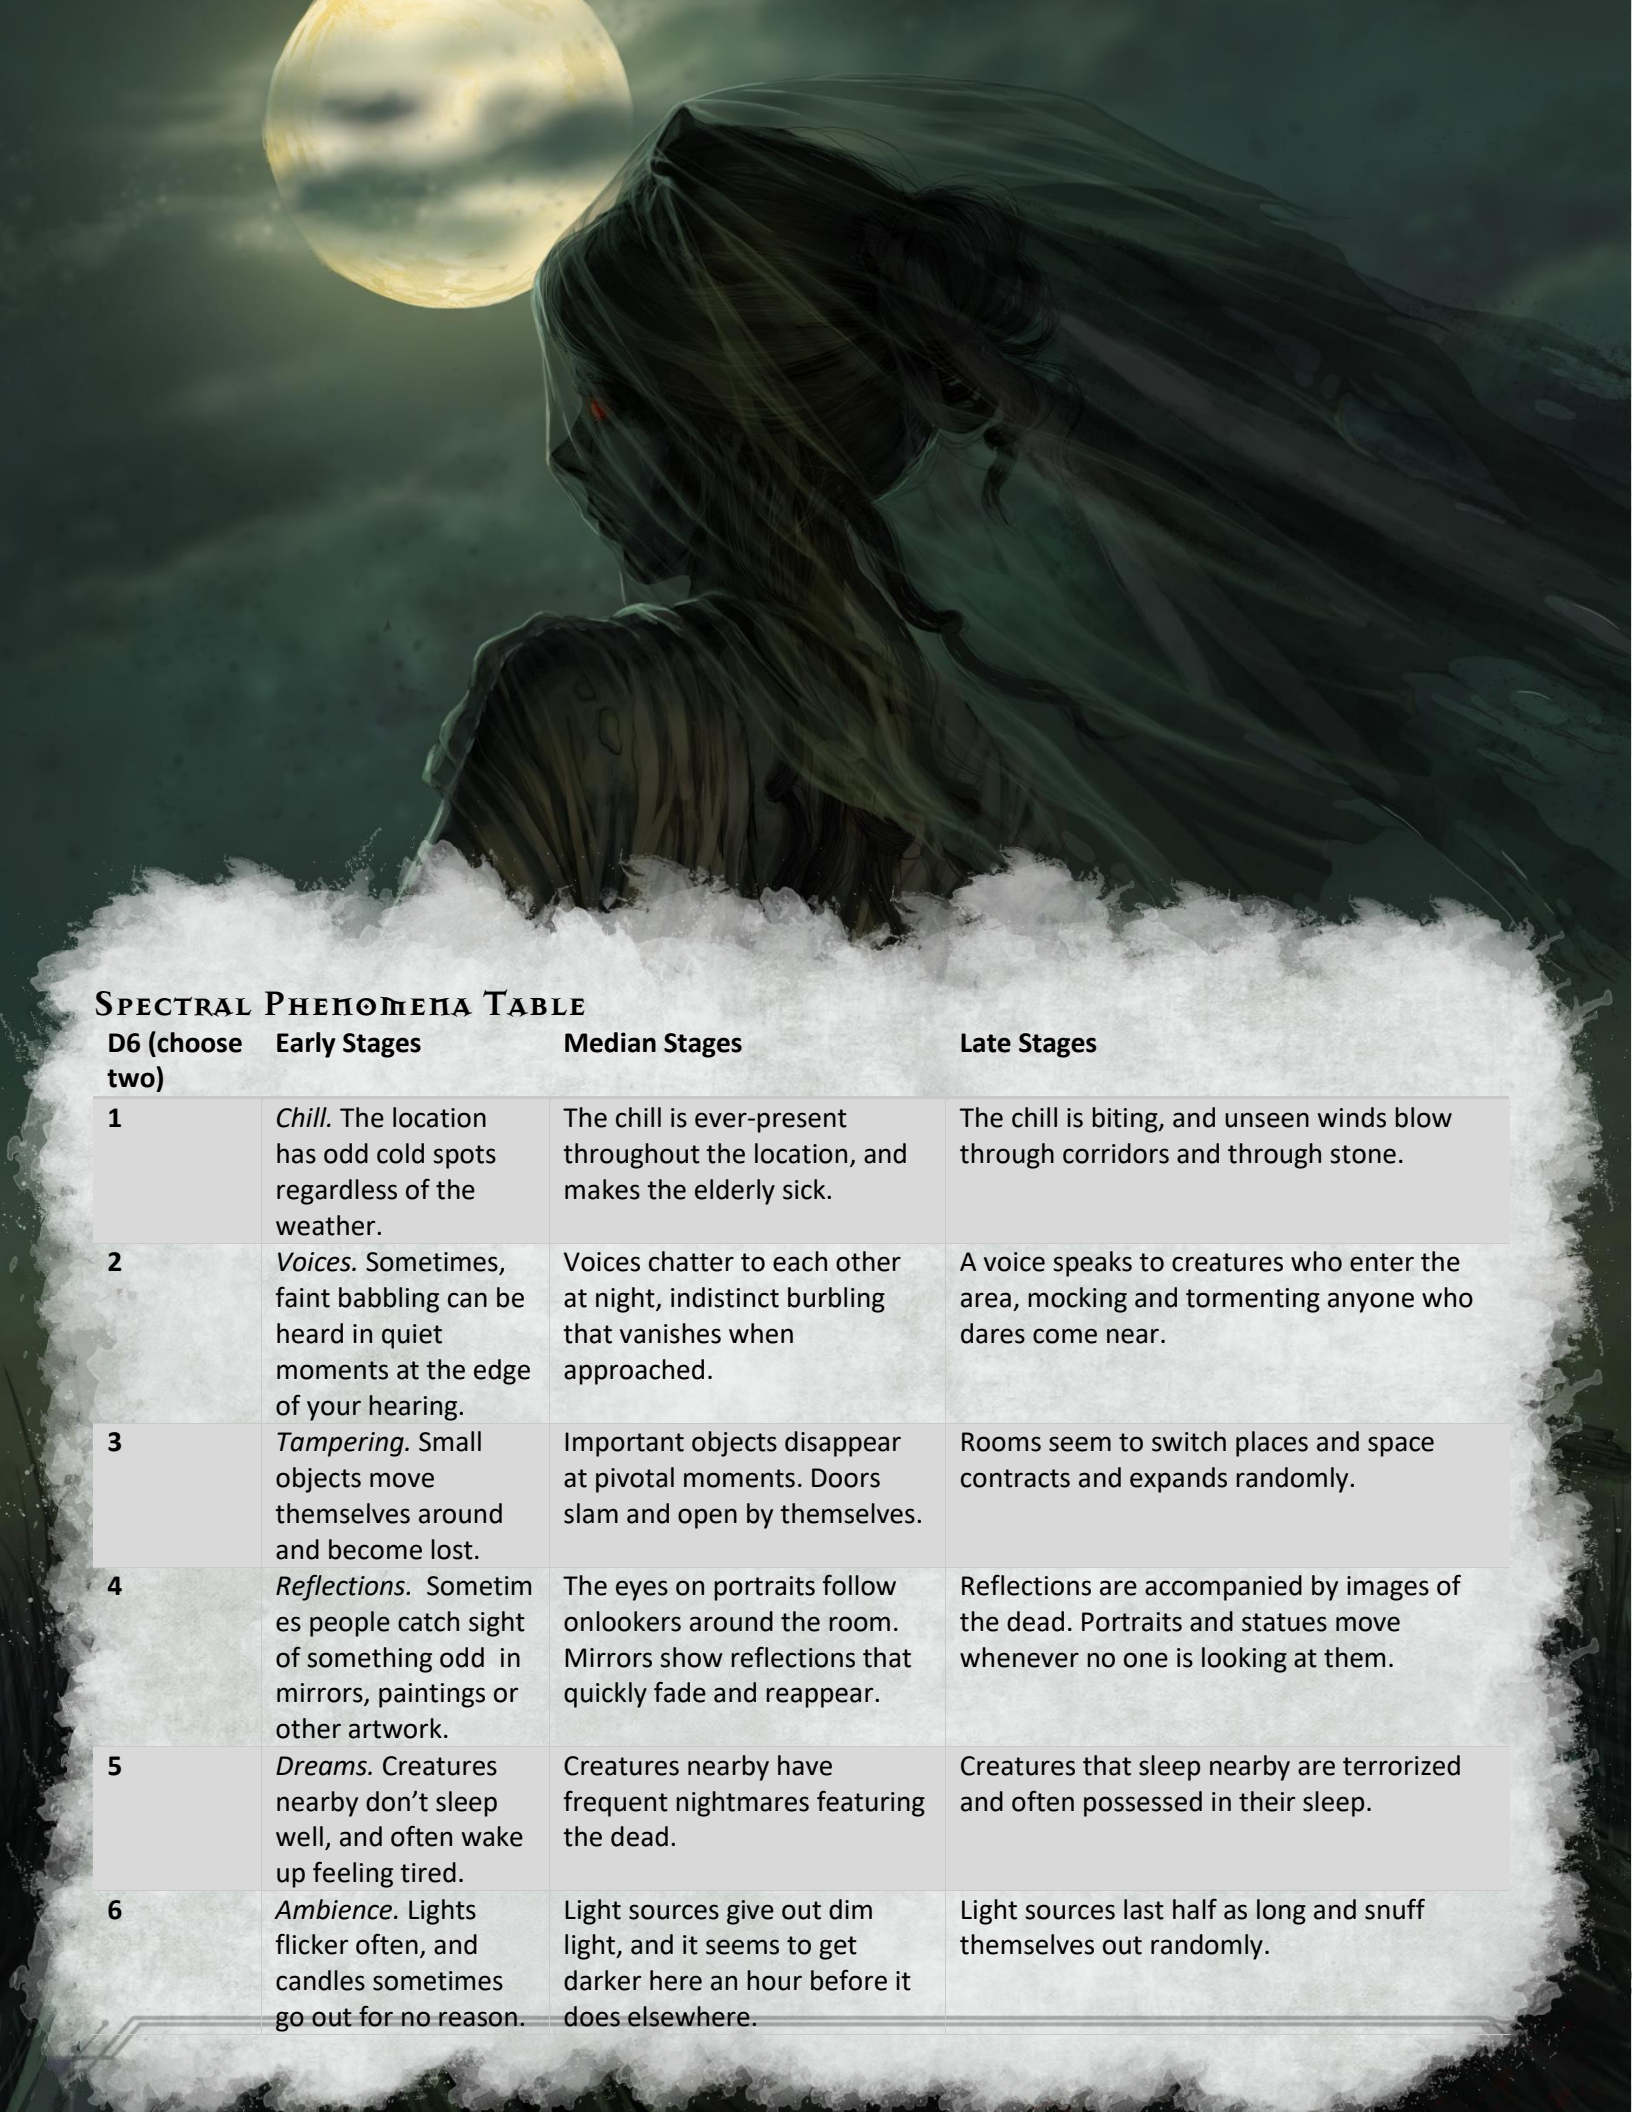 Spectral Phenomena Table
D6 (choose two) Early Stages Median Stages Late Stages
1
Chill. The location
has odd cold spots
regardless of the
weather.
The chill is ever-present
throughout the location, and
makes the elderly sick.
The chill is biting, and unseen winds blow
through corridors and through stone.
2
Voices. Sometimes,
faint babbling can be
heard in quiet
moments at the edge
of your hearing.
Voices chatter to each other
at night, indistinct burbling
that vanishes when
approached.
A voice speaks to creatures who enter the
area, mocking and tormenting anyone who
dares come near.
3
Tampering. Small
objects move
themselves around
and become lost.
Important objects disappear
at pivotal moments. Doors
slam and open by themselves.
Rooms seem to switch places and space
contracts and expands randomly.
4
Reflections.  Sometim
es people catch sight
of something odd  in
mirrors, paintings or
other artwork.
The eyes on portraits follow
onlookers around the room.
Mirrors show reflections that
quickly fade and reappear.
Reflections are accompanied by images of
the dead. Portraits and statues move
whenever no one is looking at them.
5
Dreams. Creatures
nearby don’t sleep
well, and often wake
up feeling tired.
Creatures nearby have
frequent nightmares featuring
the dead.
Creatures that sleep nearby are terrorized
and often possessed in their sleep.
6
Ambience. Lights
flicker often, and
candles sometimes
go out for no reason.
Light sources give out dim
light, and it seems to get
darker here an hour before it
does elsewhere.
Light sources last half as long and snuff
themselves out randomly.